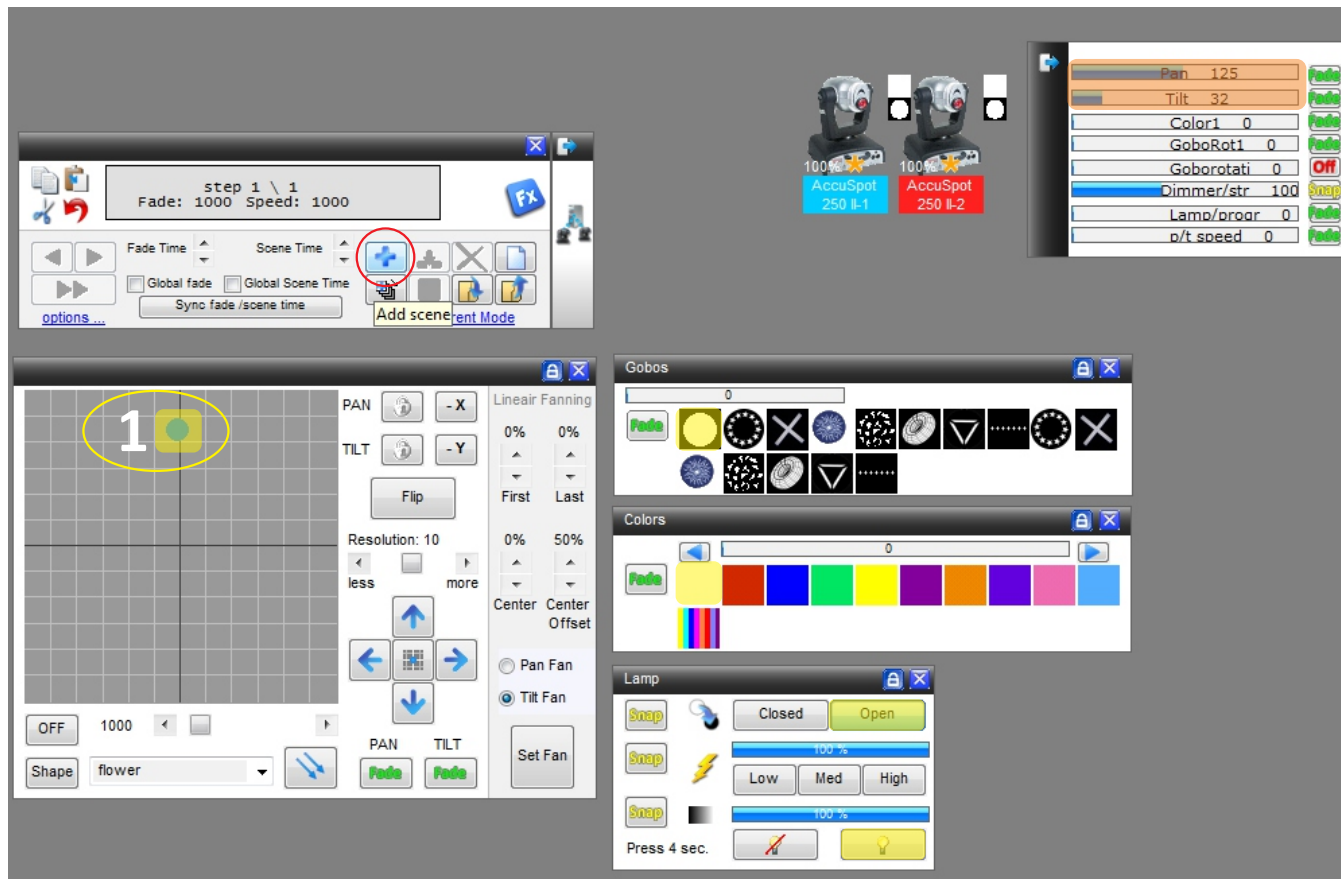 step 1 \ 1
Fade: 1000 Speed: 1000
Fx
Fade Time
Scene Time
Global fade
Global Scene Time
Sync fade /scene time
options ...
Add scene
rent Mode
100%
100%
AccuSpot
250 II-1
AccuSpot
250 II-2
Pan 125
Fade
Tilt 32
Fade
Color1 0
Fade
GoboRot1 0
Fade
Goborotati 0
Off
Dimmer/str 100
Snap
Lamp/progr 0
Fade
p/t speed 0
Fade
1
PAN
- X
TILT
- Y
Flip
Resolution: 10
less
more
PAN
TILT
Fade
Fade
OFF
1000
Shape
flower
Lineair Fanning
0%
0%
First
Last
0%
50%
Center
Center
Offset
Pan Fan
Tilt Fan
Set Fan
Gobos
0
Fade
Colors
0
Fade
Lamp
Snap
Closed
Open
Snap
100 %
Low
Med
High
Snap
100 %
Press 4 sec.